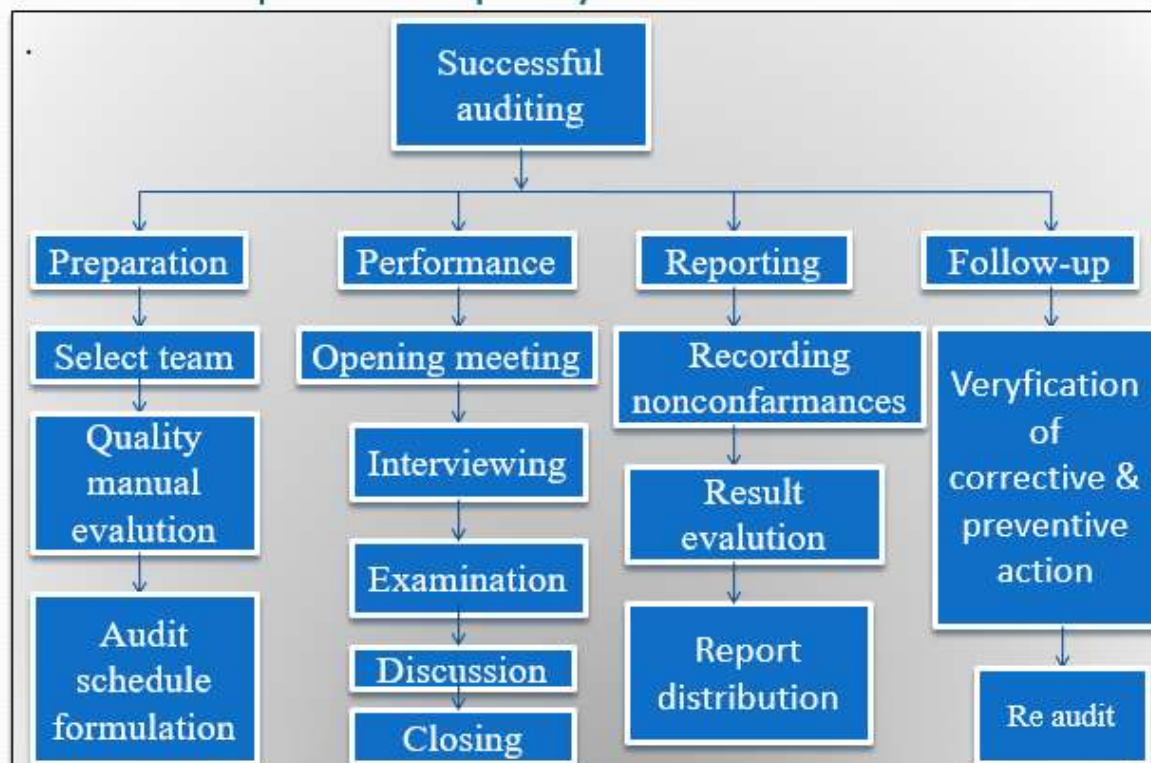 Successful
auditing
Preparation
Select team
Quality
manual
evalution
Audit
schedule
formulation
Performance
Opening meeting
Interviewing
Examination
Discussion
Closing
Reporting
Recording
nonconfarmances
Result
evalution
Report
distribution
Follow-up
Veryfication
of
corrective &
preventive
action
Re audit